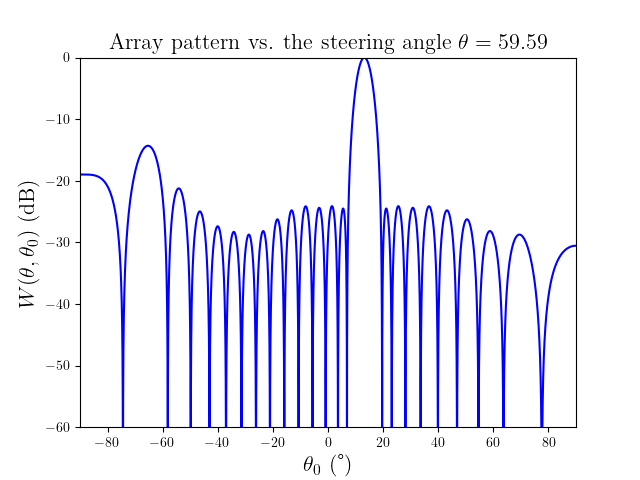 Array pattern vs. the steering angle θ = 59.59
0
−10
−20
−30
−40
−50
−60
W(θ, θ₀) (dB)
−80 −60 −40 −20 0 20 40 60 80
θ₀ (°)